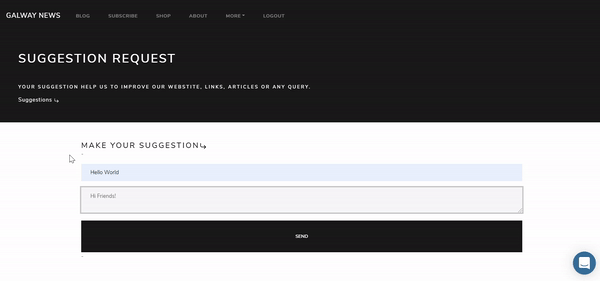 GALWAY NEWS
BLOG
SUBSCRIBE
SHOP
ABOUT
MORE
LOGOUT
SUGGESTION REQUEST
YOUR SUGGESTION HELP US TO IMPROVE OUR WEBSTITE, LINKS, ARTICLES OR ANY QUERY.
Suggestions
MAKE YOUR SUGGESTION
Hello World
Hi Friends!
SEND